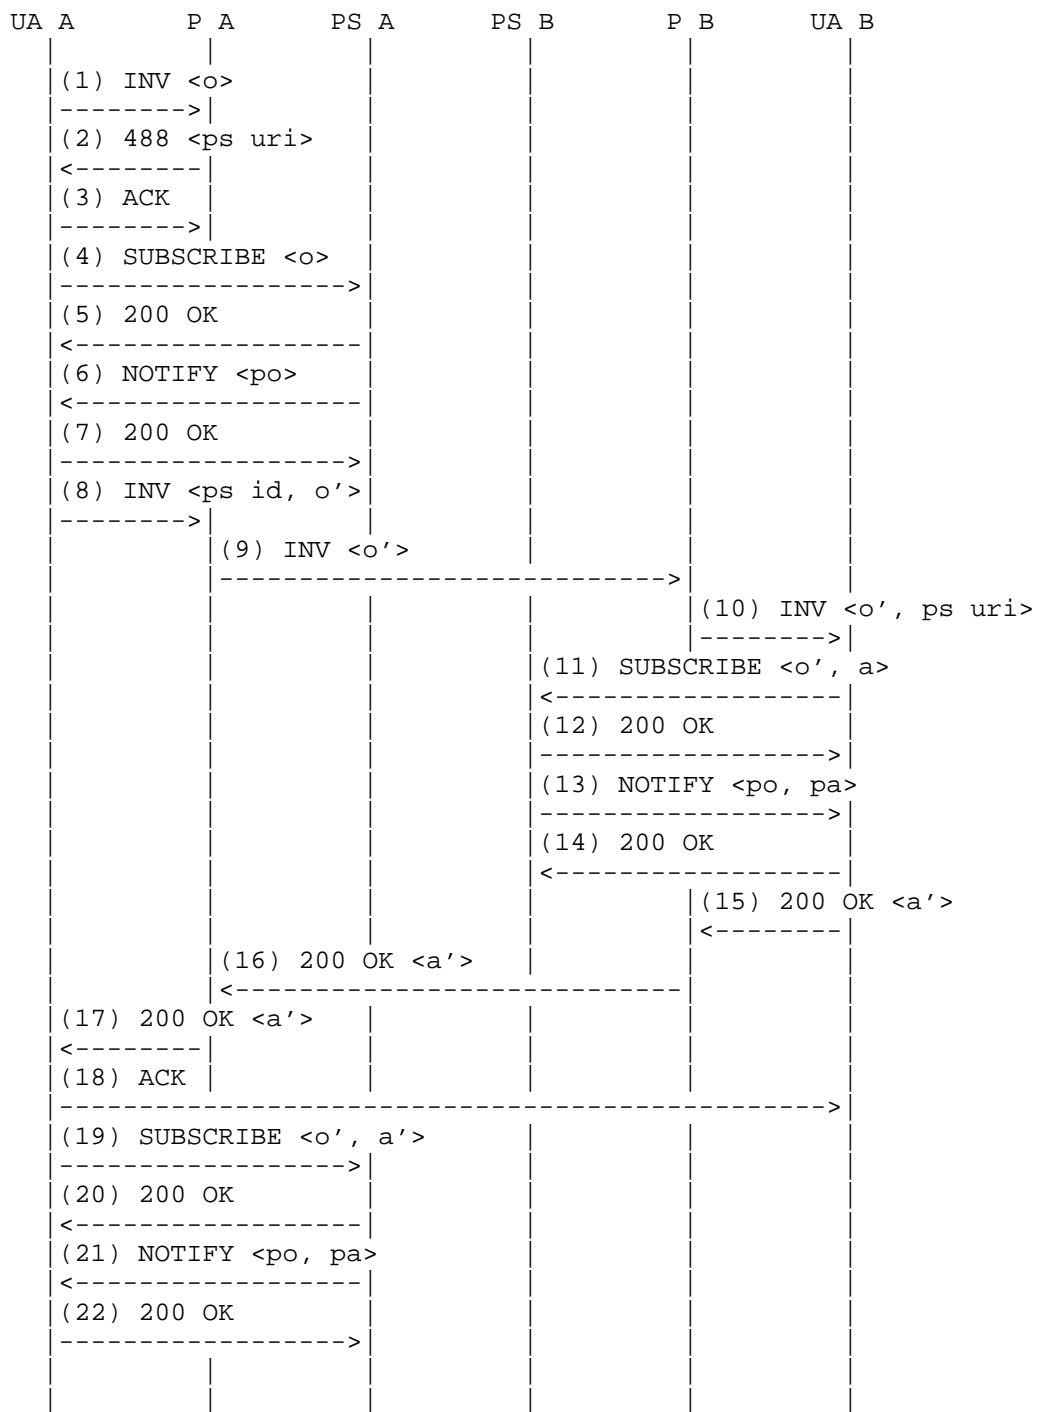 UA A P A PS A PS B P B UA B
(1) INV <o>
(2) 488 <ps uri>
(3) ACK
(4) SUBSCRIBE <o>
(5) 200 OK
(6) NOTIFY <po>
(7) 200 OK
(8) INV <ps id, o'>
(9) INV <o'>
(10) INV <o', ps uri>
(11) SUBSCRIBE <o', a>
(12) 200 OK
(13) NOTIFY <po, pa>
(14) 200 OK
(15) 200 OK <a'>
(16) 200 OK <a'>
(17) 200 OK <a'>
(18) ACK
(19) SUBSCRIBE <o', a'>
(20) 200 OK
(21) NOTIFY <po, pa>
(22) 200 OK